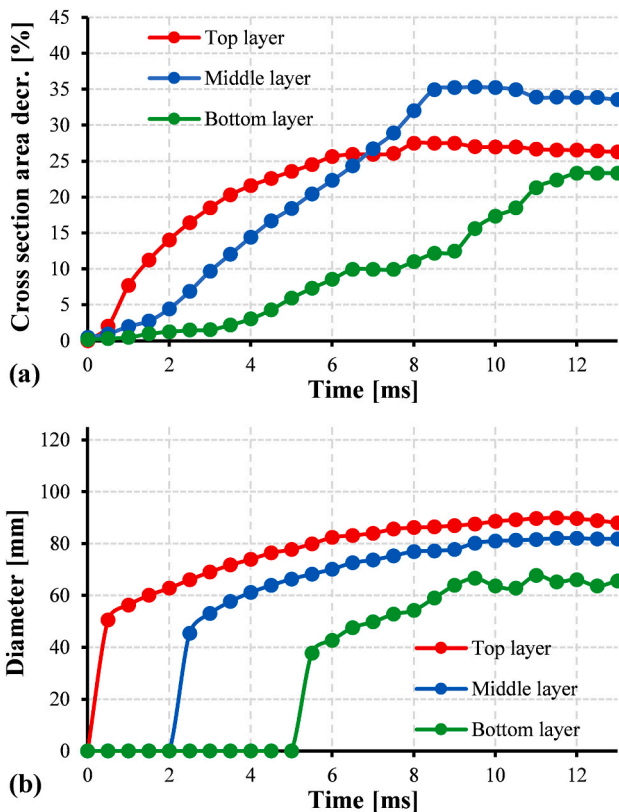 Cross section area decr. [%]
45
40
35
30
25
20
15
10
5
0
Top layer
Middle layer
Bottom layer
0 2 4 6 8 10 12
Time [ms]
(a)
Diameter [mm]
120
100
80
60
40
20
0
Top layer
Middle layer
Bottom layer
0 2 4 6 8 10 12
Time [ms]
(b)